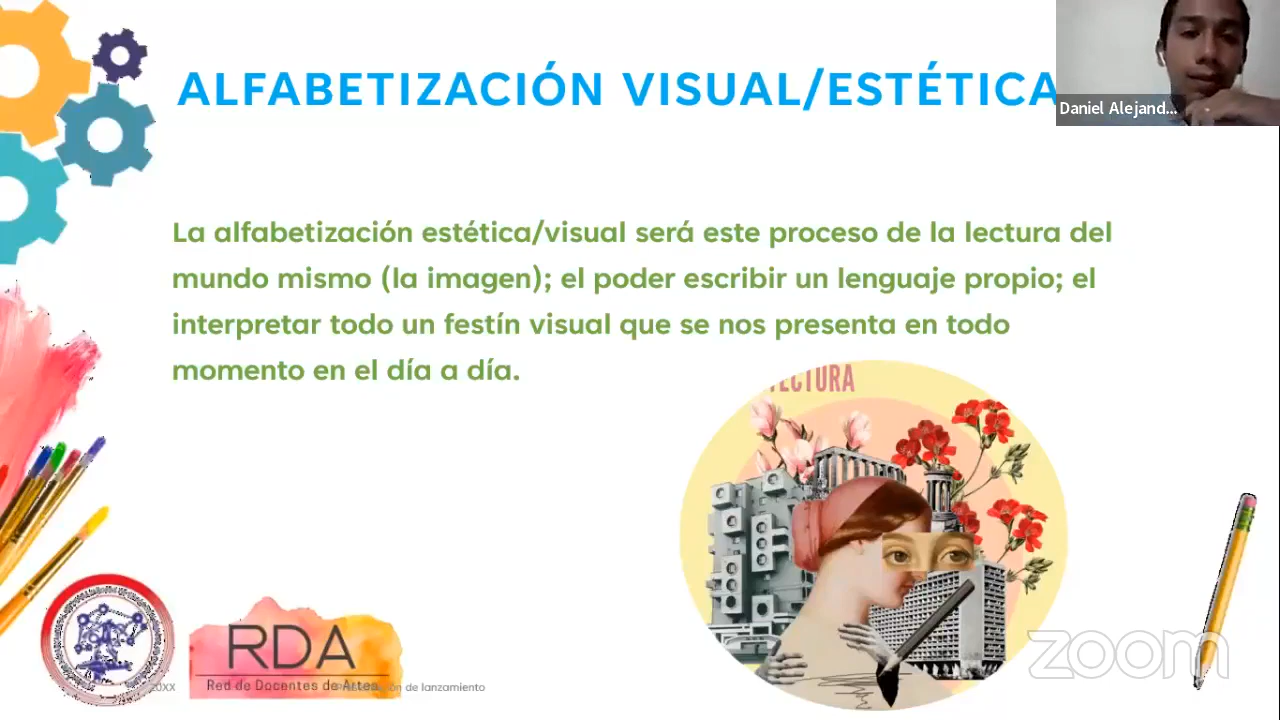 ALFABETIZACIÓN VISUAL/ESTÉTICA
Daniel Alejand...
La alfabetización estética/visual será este proceso de la lectura del
mundo mismo (la imagen); el poder escribir un lenguaje propio; el
interpretar todo un festín visual que se nos presenta en todo
momento en el día a día.
TECTURA
RDA
Red de Docentes de Artes
20XX
Presentación de lanzamiento
zoom